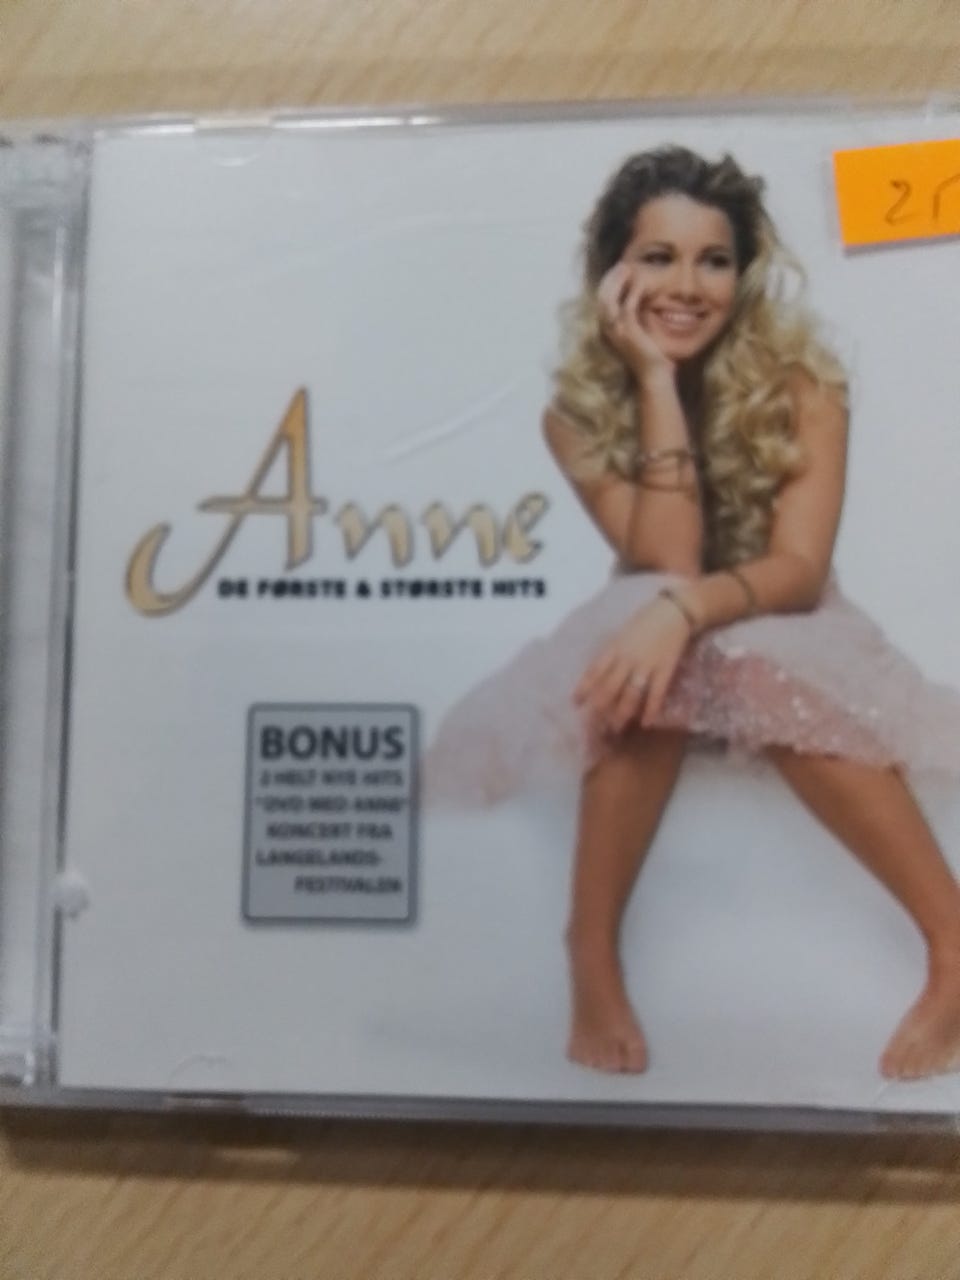 Anne
DE FØRSTE & STØRSTE HITS
BONUS
2 HELT NYE HITS
"DVD MED ANNE"
KONCERT FRA
LANGELANDS-
FESTIVALEN